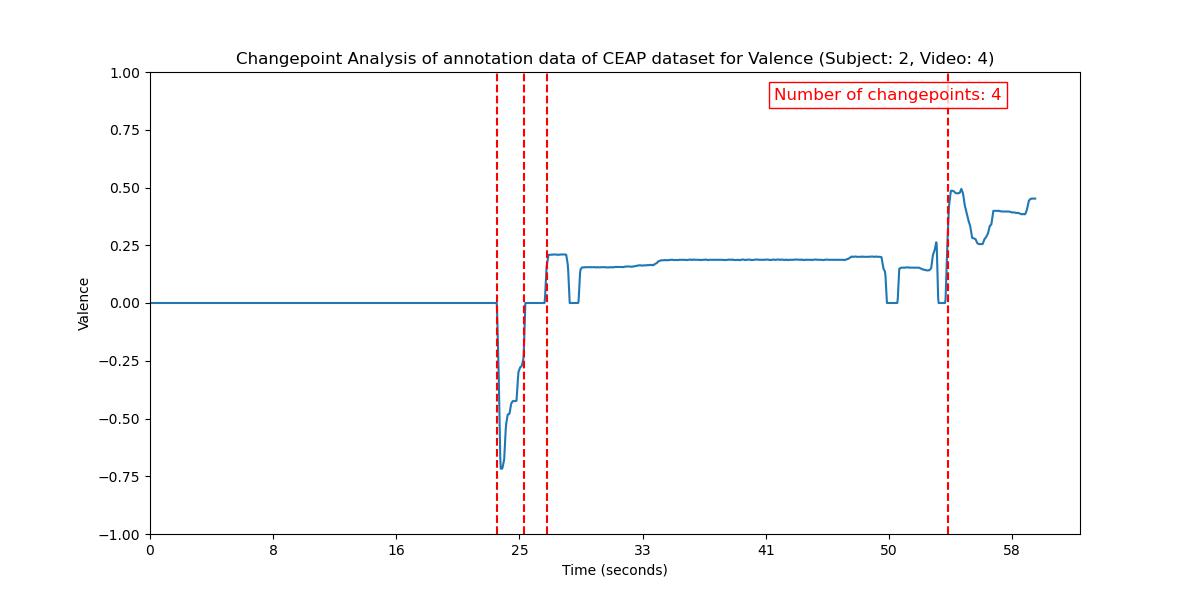 Changepoint Analysis of annotation data of CEAP dataset for Valence (Subject: 2, Video: 4)
Number of changepoints: 4
1.00
0.75
0.50
0.25
0.00
−0.25
−0.50
−0.75
−1.00
Valence
0 8 16 25 33 41 50 58
Time (seconds)